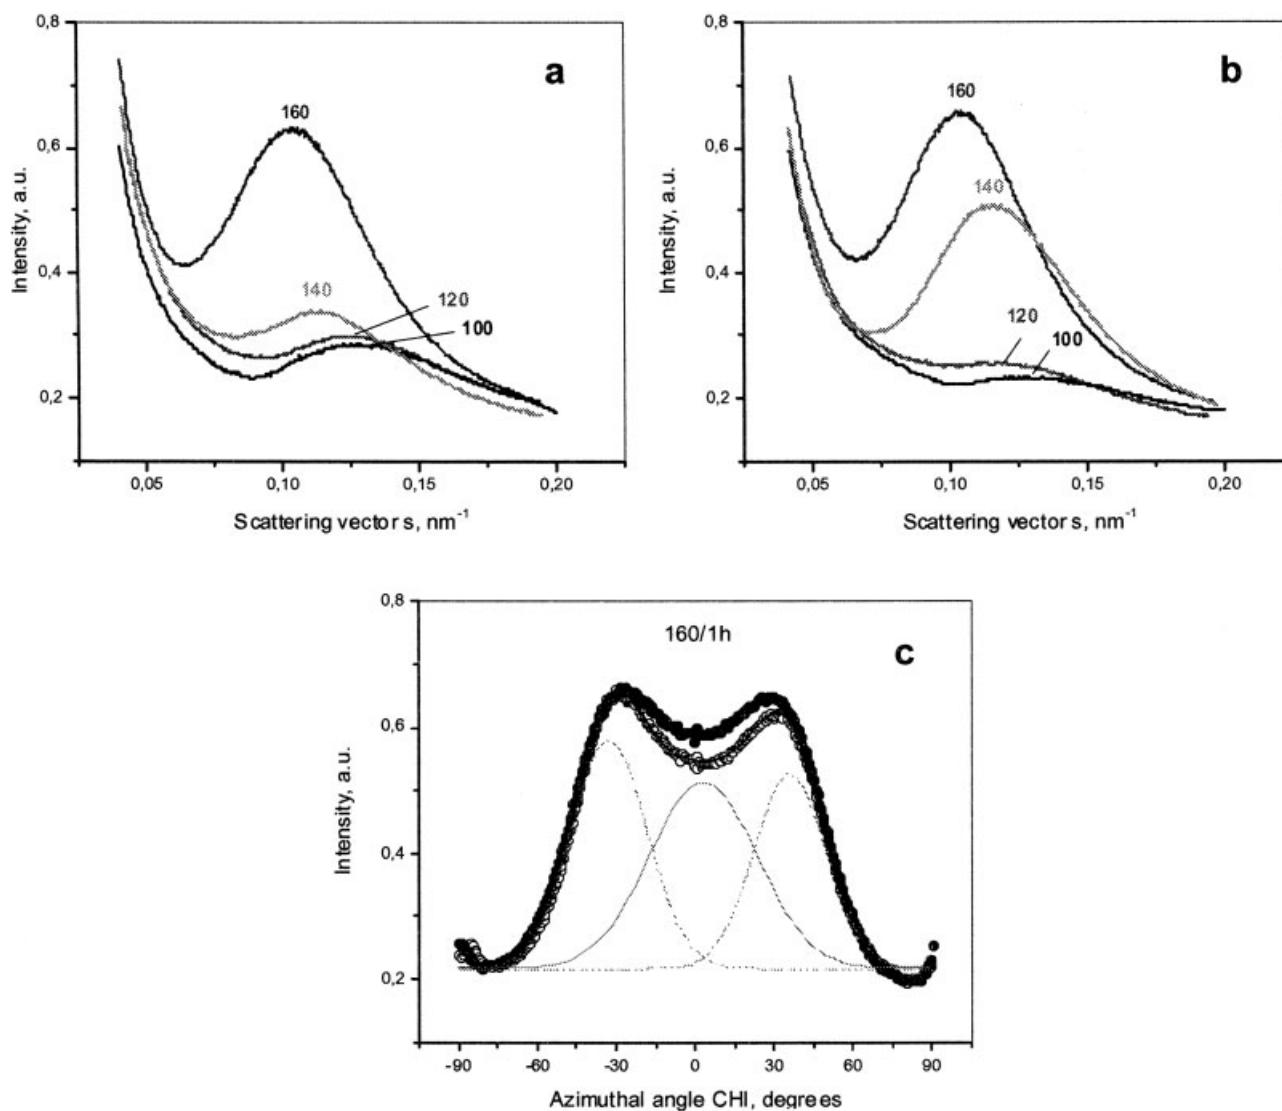 0,8
a
160
0,6
Intensity, a.u.
0,4
140
120
100
0,2
0,05 0,10 0,15 0,20
Scattering vector s, nm⁻¹
0,8
b
160
0,6
140
Intensity, a.u.
0,4
120
100
0,2
0,05 0,10 0,15 0,20
Scattering vector s, nm⁻¹
0,8
160/1h
c
0,6
Intensity, a.u.
0,4
0,2
-90 -60 -30 0 30 60 90
Azimuthal angle CHI, degrees